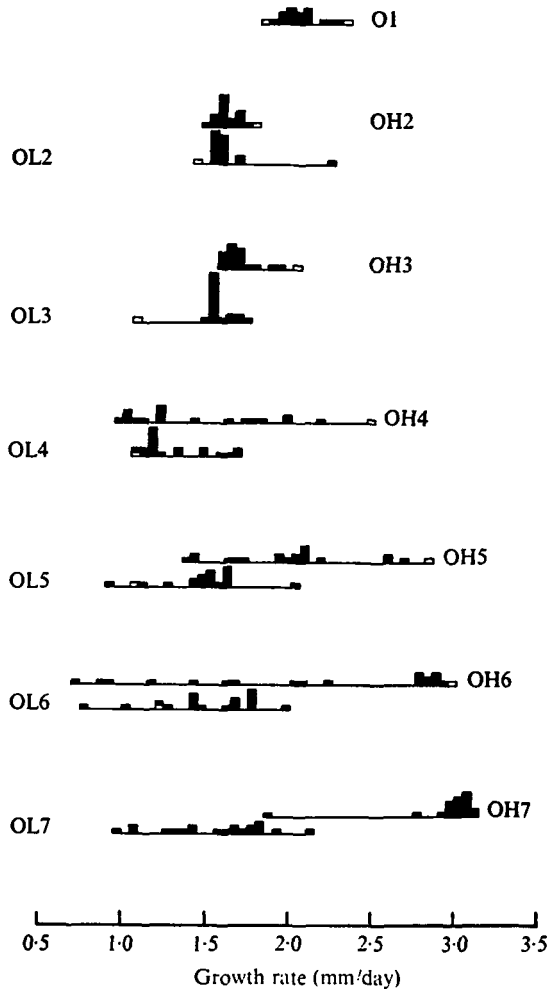 O1
OH2
OL2
OH3
OL3
OH4
OL4
OH5
OL5
OH6
OL6
OH7
OL7
0·5 1·0 1·5 2·0 2·5 3·0 3·5
Growth rate (mm/day)